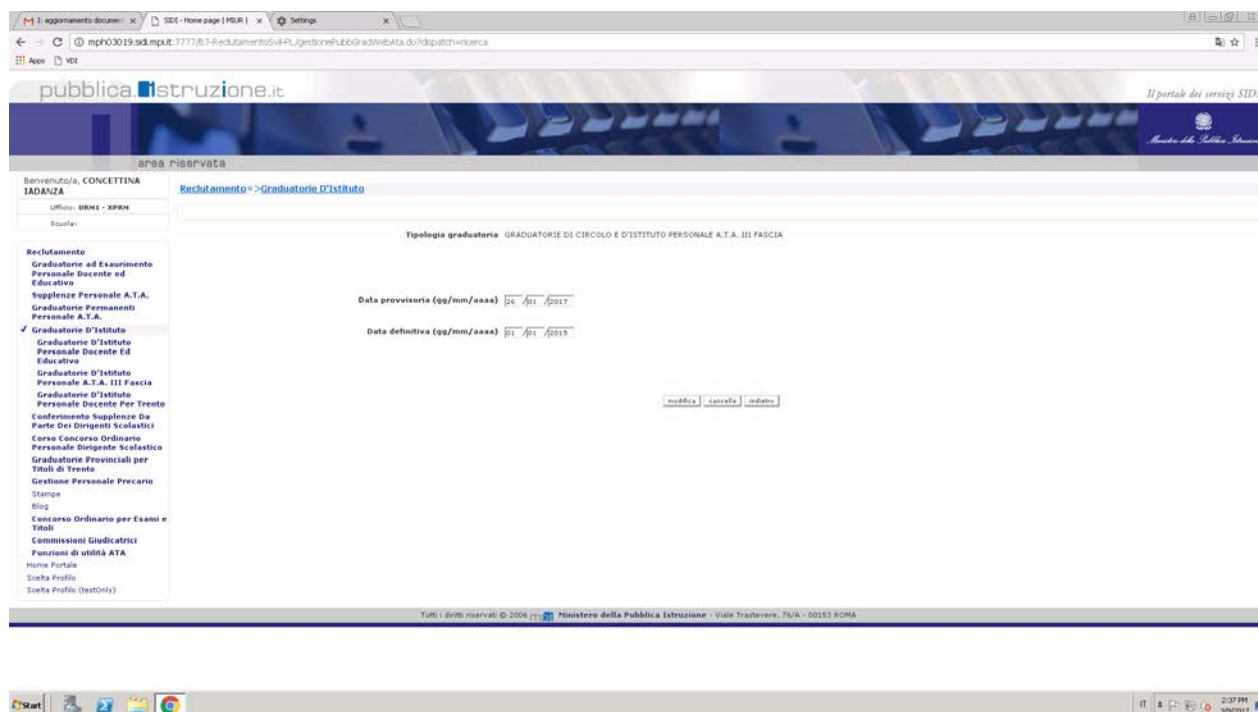 I: aggiornamento document
SIDI - Home page | MIUR |
Settings
mph03019.sidi.mpi.it:7777/B7-ReclutamentoSvil-PL/gestionePubbGradWebAta.do?dispatch=ricerca
Apps VDI
pubblica.istruzione.it
Il portale dei servizi SIDI
Ministero della Pubblica Istruzione
area riservata
Benvenuto/a, CONCETTINA
IADANZA
Ufficio: URM1 - XPRM
Scuola:
Reclutamento=>Graduatorie D'Istituto
Tipologia graduatoria GRADUATORIE DI CIRCOLO E D'ISTITUTO PERSONALE A.T.A. III FASCIA
Data provvisoria (gg/mm/aaaa) 26 /01 /2017
Data definitiva (gg/mm/aaaa) 01 /01 /2015
modifica cancella indietro
Reclutamento
Graduatorie ad Esaurimento
Personale Docente ed
Educativo
Supplenze Personale A.T.A.
Graduatorie Permanenti
Personale A.T.A.
Graduatorie D'Istituto
Graduatorie D'Istituto
Personale Docente Ed
Educativo
Graduatorie D'Istituto
Personale A.T.A. III Fascia
Graduatorie D'Istituto
Personale Docente Per Trento
Conferimento Supplenze Da
Parte Dei Dirigenti Scolastici
Corso Concorso Ordinario
Personale Dirigente Scolastico
Graduatorie Provinciali per
Titoli di Trento
Gestione Personale Precario
Stampe
Blog
Concorso Ordinario per Esami e
Titoli
Commissioni Giudicatrici
Funzioni di utilità ATA
Home Portale
Scelta Profilo
Scelta Profilo (testOnly)
Tutti i diritti riservati © 2006 mpi Ministero della Pubblica Istruzione - Viale Trastevere, 76/A - 00153 ROMA
Start
IT
2:37 PM